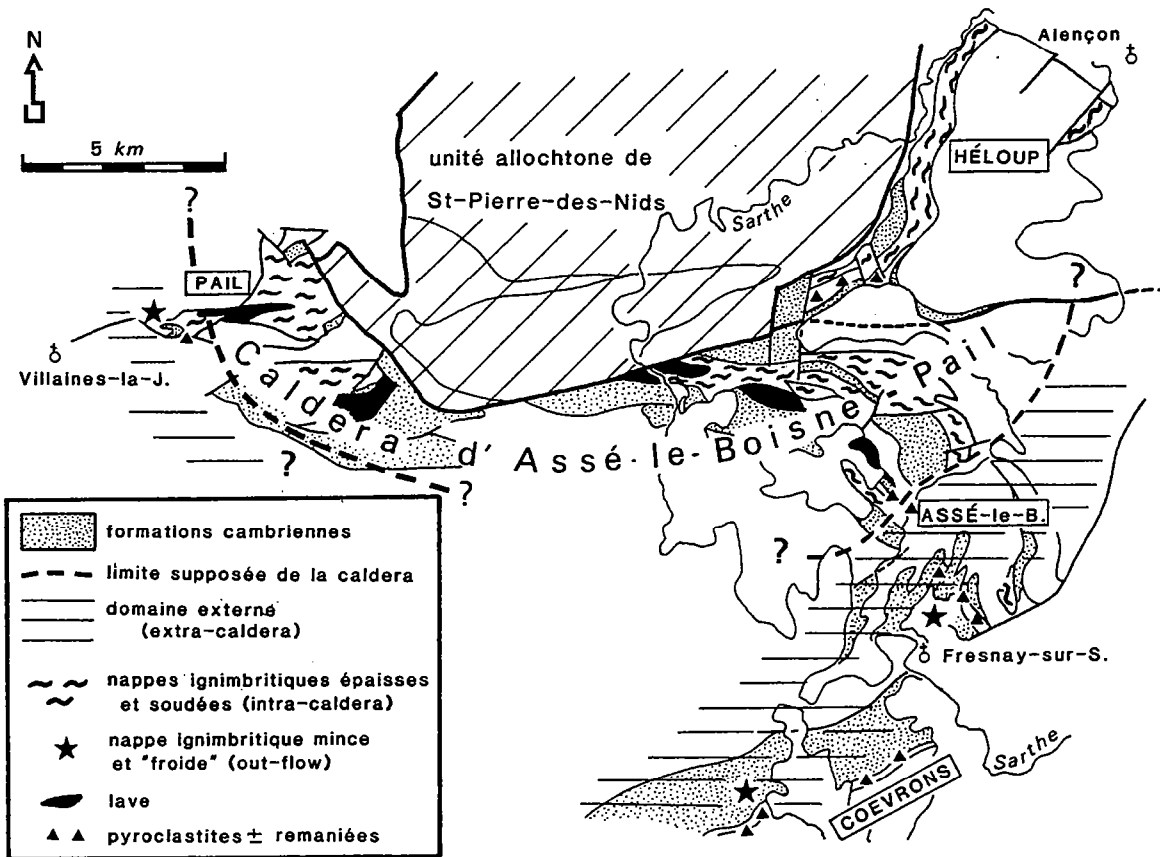 N
5 km
Alençon
HÉLOUP
unité allochtone de
St-Pierre-des-Nids
Sarthe
?
PAIL
?
Villaines-la-J.
Caldera d'Assé-le-Boisne-Pail
?
?
?
ASSÉ-le-B.
Fresnay-sur-S.
Sarthe
COEVRONS
formations cambriennes
limite supposée de la caldera
domaine externe
(extra-caldera)
nappes ignimbritiques épaisses
et soudées (intra-caldera)
nappe ignimbritique mince
et "froide" (out-flow)
lave
pyroclastites ± remaniées